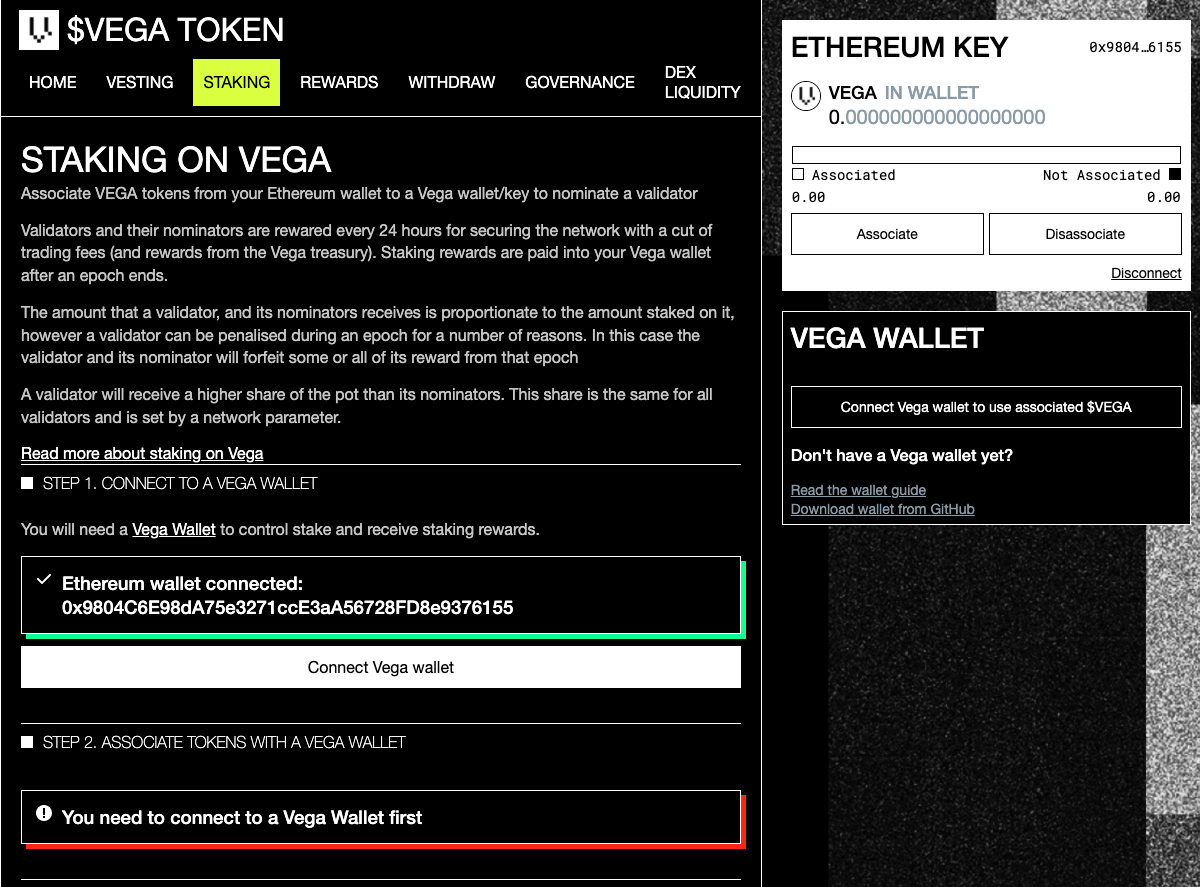 $VEGA TOKEN
HOME
VESTING
STAKING
REWARDS
WITHDRAW
GOVERNANCE
DEX
LIQUIDITY
STAKING ON VEGA
Associate VEGA tokens from your Ethereum wallet to a Vega wallet/key to nominate a validator
Validators and their nominators are rewared every 24 hours for securing the network with a cut of
trading fees (and rewards from the Vega treasury). Staking rewards are paid into your Vega wallet
after an epoch ends.
The amount that a validator, and its nominators receives is proportionate to the amount staked on it,
however a validator can be penalised during an epoch for a number of reasons. In this case the
validator and its nominator will forfeit some or all of its reward from that epoch
A validator will receive a higher share of the pot than its nominators. This share is the same for all
validators and is set by a network parameter.
Read more about staking on Vega
STEP 1. CONNECT TO A VEGA WALLET
You will need a Vega Wallet to control stake and receive staking rewards.
Ethereum wallet connected:
0x9804C6E98dA75e3271ccE3aA56728FD8e9376155
Connect Vega wallet
STEP 2. ASSOCIATE TOKENS WITH A VEGA WALLET
You need to connect to a Vega Wallet first
ETHEREUM KEY
0x9804…6155
VEGA IN WALLET
0.000000000000000000
Associated
Not Associated
0.00
0.00
Associate
Disassociate
Disconnect
VEGA WALLET
Connect Vega wallet to use associated $VEGA
Don't have a Vega wallet yet?
Read the wallet guide
Download wallet from GitHub